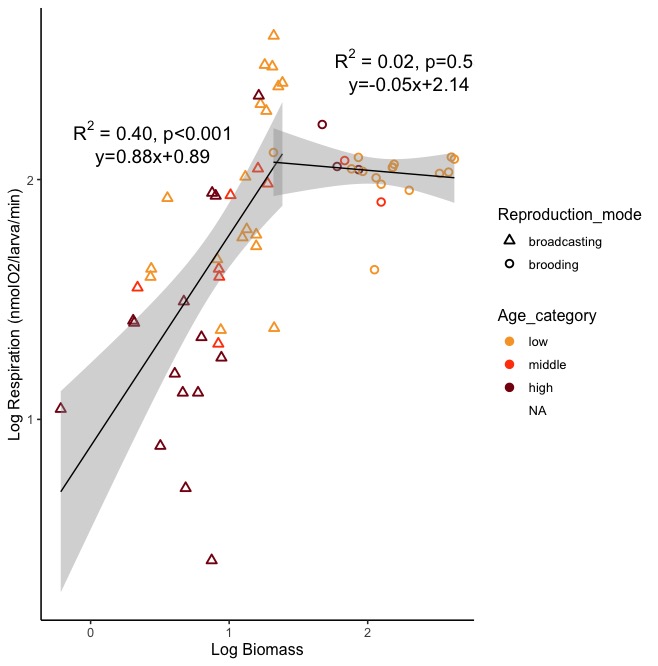 R² = 0.02, p=0.5
y=-0.05x+2.14
R² = 0.40, p<0.001
y=0.88x+0.89
Log Respiration (nmolO2/larva/min)
2
1
0 1 2
Log Biomass
Reproduction_mode
broadcasting
brooding
Age_category
low
middle
high
NA